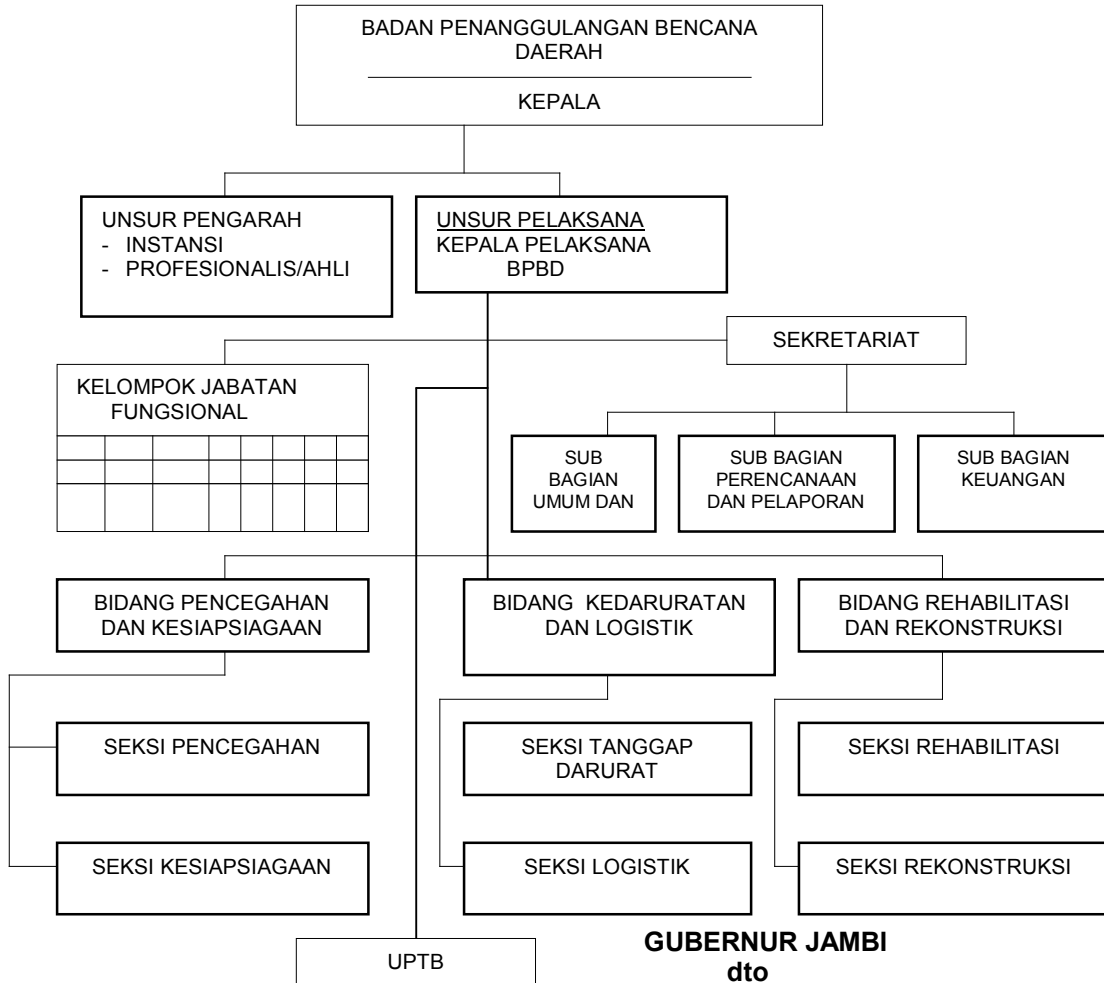 BADAN PENANGGULANGAN BENCANA
DAERAH
KEPALA
UNSUR PENGARAH
- INSTANSI
- PROFESIONALIS/AHLI
UNSUR PELAKSANA
KEPALA PELAKSANA
BPBD
SEKRETARIAT
KELOMPOK JABATAN
FUNGSIONAL
SUB
BAGIAN
UMUM DAN
SUB BAGIAN
PERENCANAAN
DAN PELAPORAN
SUB BAGIAN
KEUANGAN
BIDANG PENCEGAHAN
DAN KESIAPSIAGAAN
BIDANG KEDARURATAN
DAN LOGISTIK
BIDANG REHABILITASI
DAN REKONSTRUKSI
SEKSI PENCEGAHAN
SEKSI TANGGAP
DARURAT
SEKSI REHABILITASI
SEKSI KESIAPSIAGAAN
SEKSI LOGISTIK
SEKSI REKONSTRUKSI
UPTB
GUBERNUR JAMBI
dto